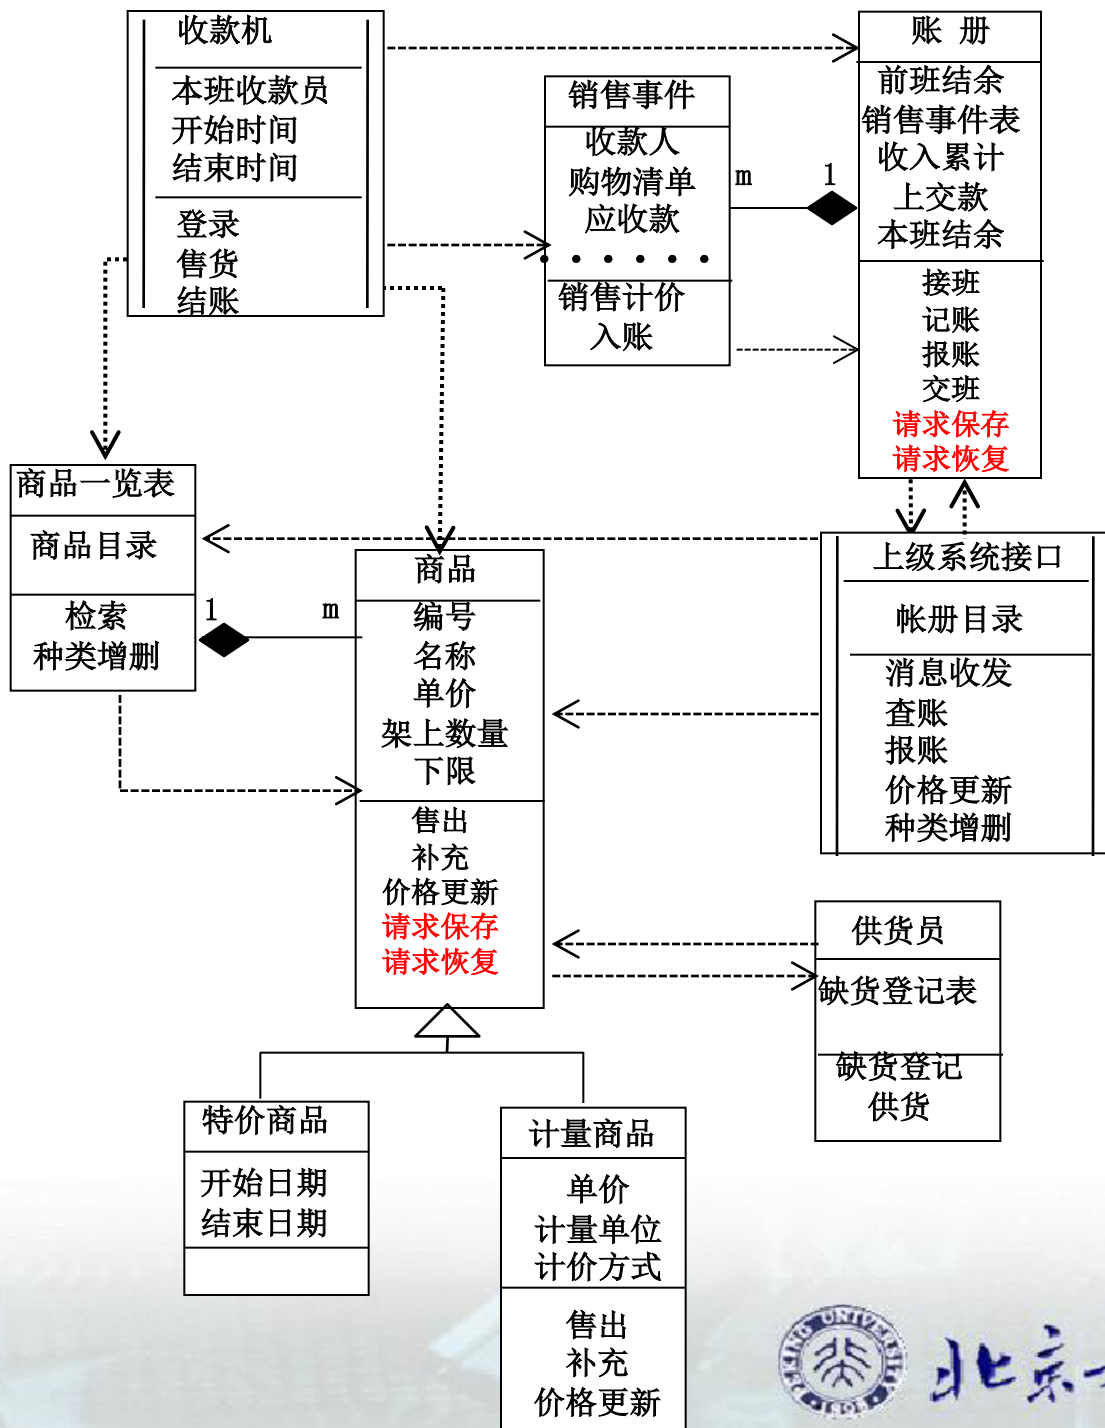 收款机
本班收款员
开始时间
结束时间
登录
售货
结账
销售事件
收款人
购物清单
应收款
• • • • • •
销售计价
入账
m
1
账 册
前班结余
销售事件表
收入累计
上交款
本班结余
接班
记账
报账
交班
请求保存
请求恢复
商品一览表
商品目录
检索
种类增删
1
m
商品
编号
名称
单价
架上数量
下限
售出
补充
价格更新
请求保存
请求恢复
上级系统接口
帐册目录
消息收发
查账
报账
价格更新
种类增删
供货员
缺货登记表
缺货登记
供货
特价商品
开始日期
结束日期
计量商品
单价
计量单位
计价方式
售出
补充
价格更新
PEKING UNIVERSITY
1898
北京